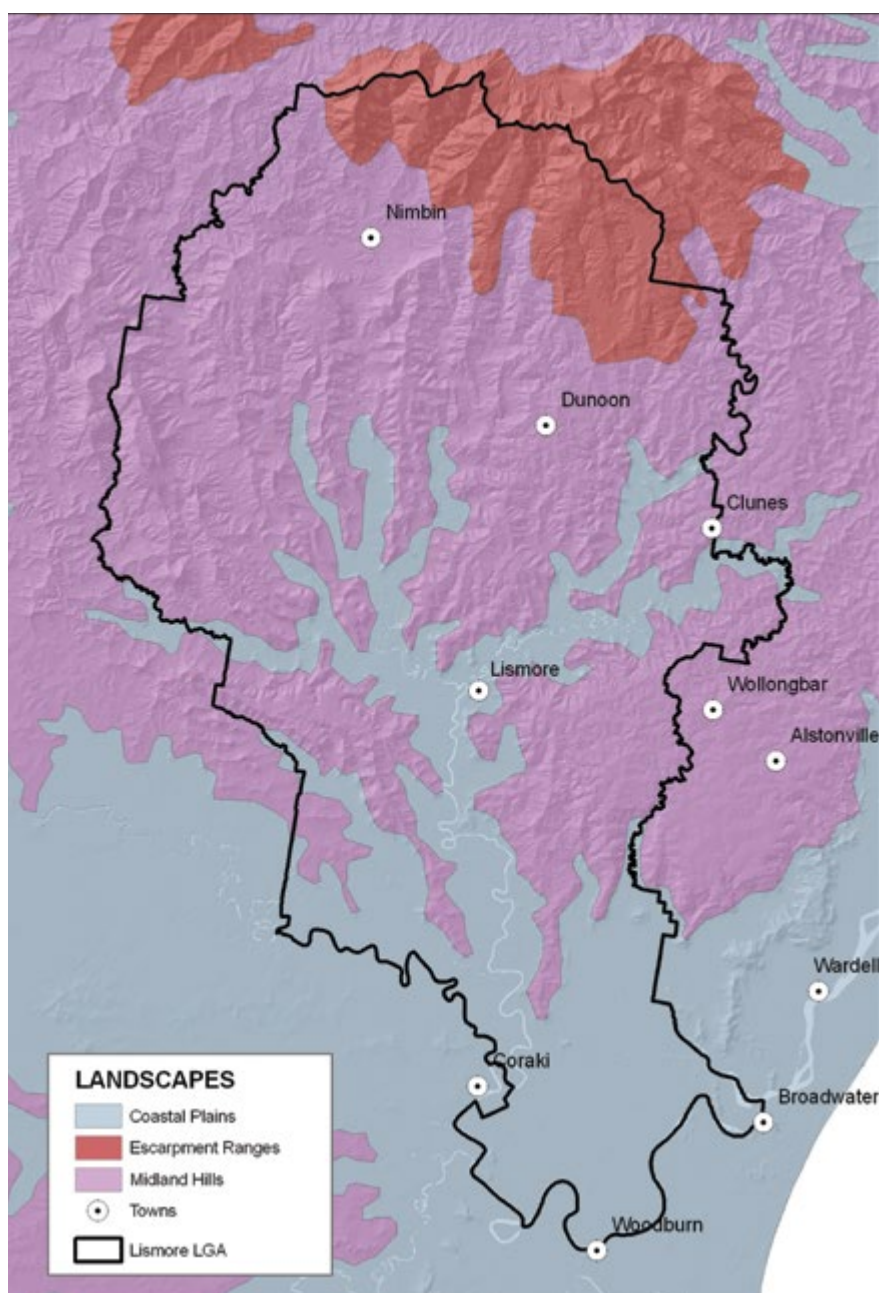 Nimbin
Dunoon
Clunes
Lismore
Wollongbar
Alstonville
Wardell
Coraki
Broadwater
Woodburn
LANDSCAPES
Coastal Plains
Escarpment Ranges
Midland Hills
Towns
Lismore LGA